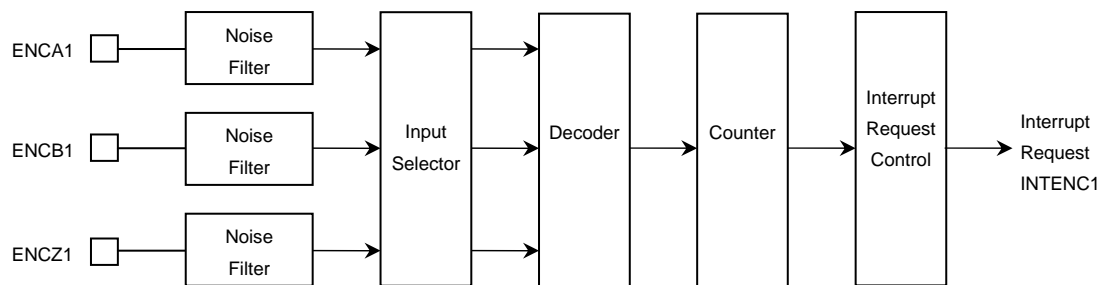 ENCA1
Noise
Filter
ENCB1
Noise
Filter
ENCZ1
Noise
Filter
Input
Selector
Decoder
Counter
Interrupt
Request
Control
Interrupt
Request
INTENC1